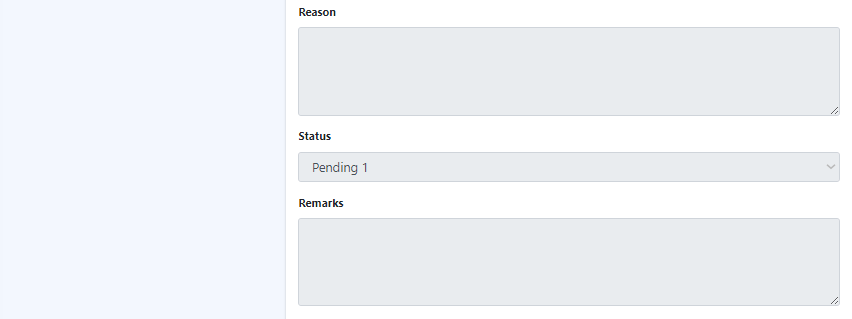 Reason
Status
Pending 1
Remarks